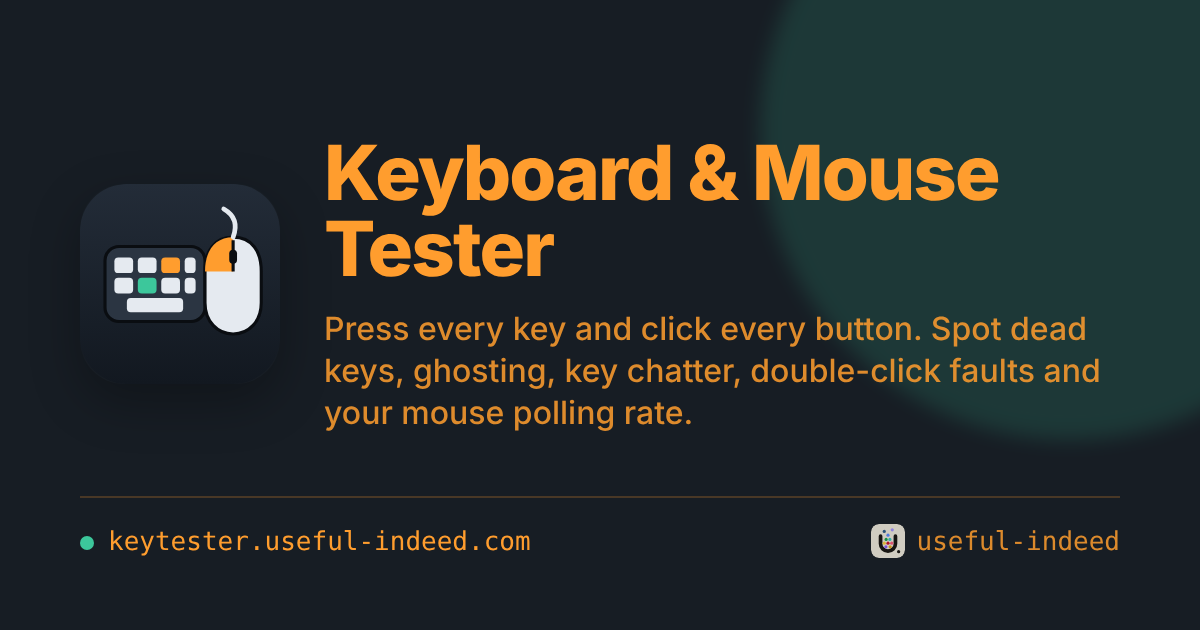 Keyboard & Mouse
Tester
Press every key and click every button. Spot dead
keys, ghosting, key chatter, double-click faults and
your mouse polling rate.
keytester.useful-indeed.com
useful-indeed